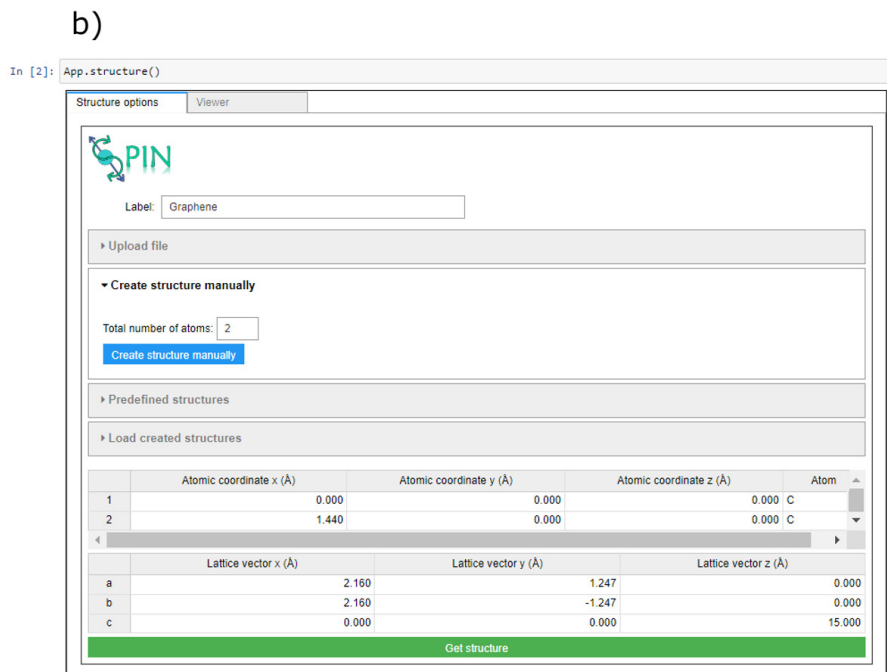 b)
In [2]: App.structure()
Structure options Viewer
SPIN
Label: Graphene
Upload file
Create structure manually
Total number of atoms: 2
Create structure manually
Predefined structures
Load created structures
Atomic coordinate x (Å) Atomic coordinate y (Å) Atomic coordinate z (Å) Atom
1 0.000 0.000 0.000 C
2 1.440 0.000 0.000 C
Lattice vector x (Å) Lattice vector y (Å) Lattice vector z (Å)
a 2.160 1.247 0.000
b 2.160 -1.247 0.000
c 0.000 0.000 15.000
Get structure